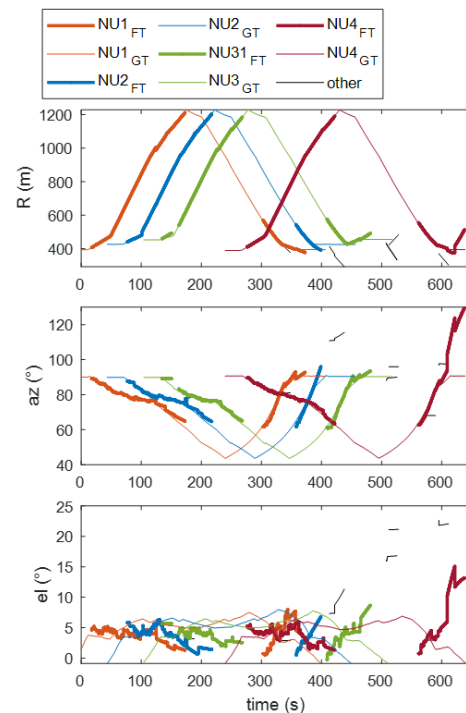 NU1FT NU2GT NU4FT
NU1GT NU31FT NU4GT
NU2FT NU3GT other
1200
1000
800
600
400
R (m)
0 100 200 300 400 500 600
120
100
80
60
40
az (°)
0 100 200 300 400 500 600
25
20
15
10
5
0
el (°)
0 100 200 300 400 500 600
time (s)